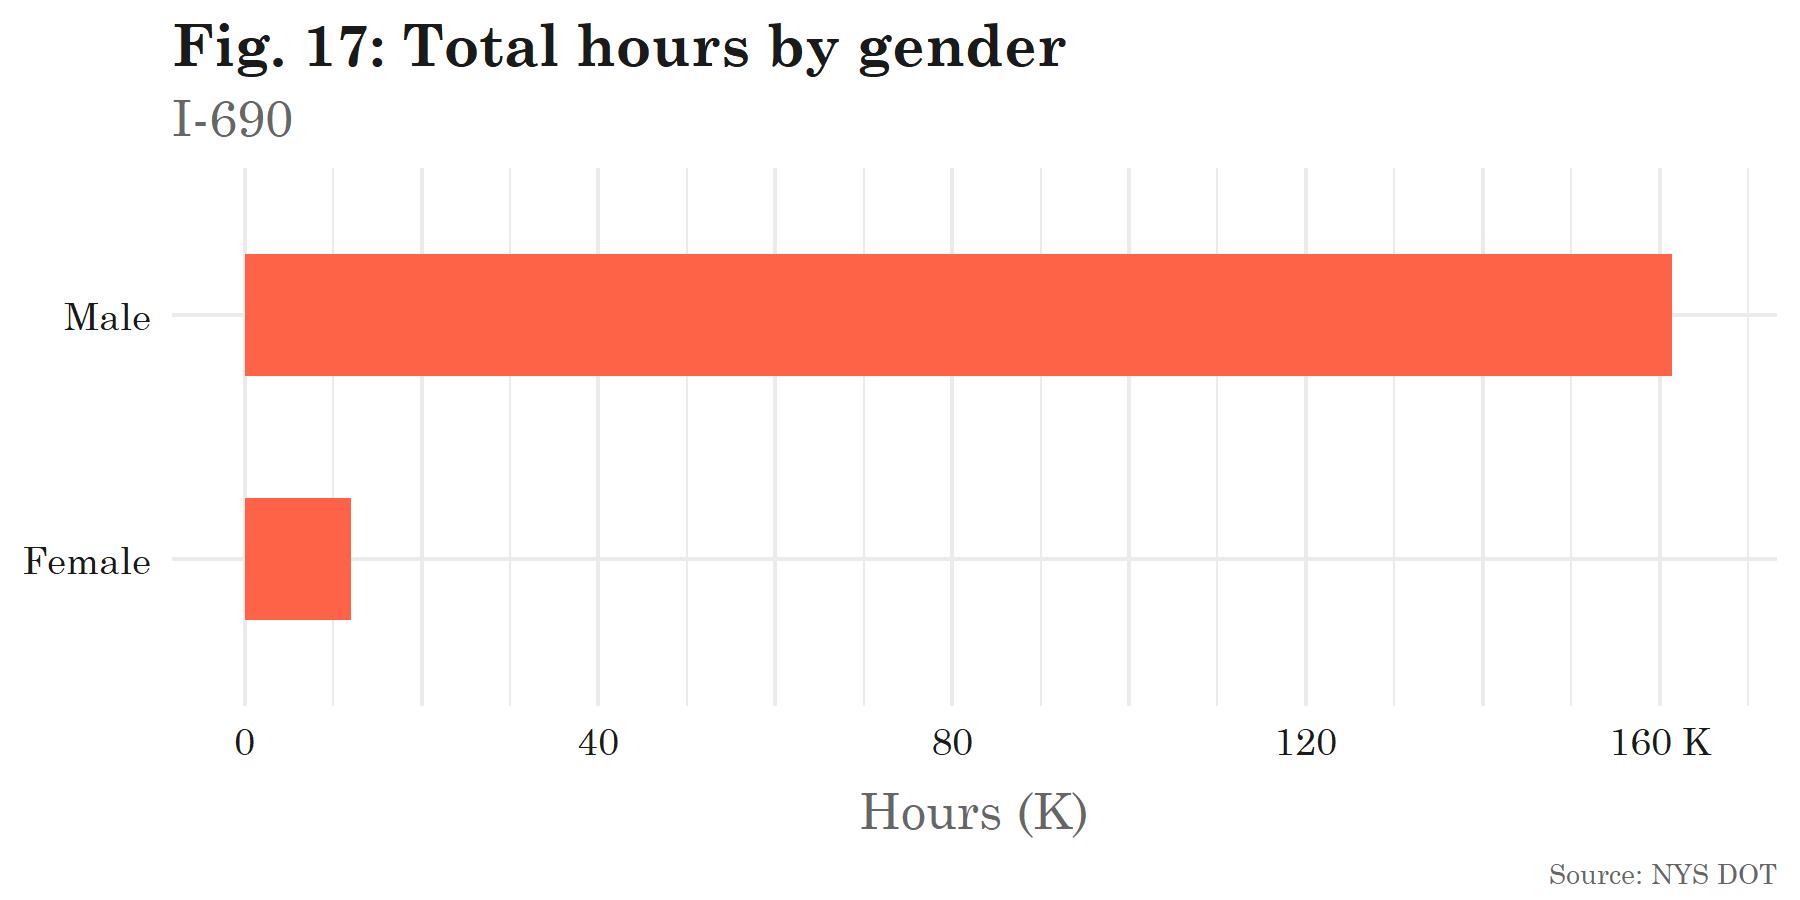 Fig. 17: Total hours by gender
I-690
Male
Female
0 40 80 120 160 K
Hours (K)
Source: NYS DOT